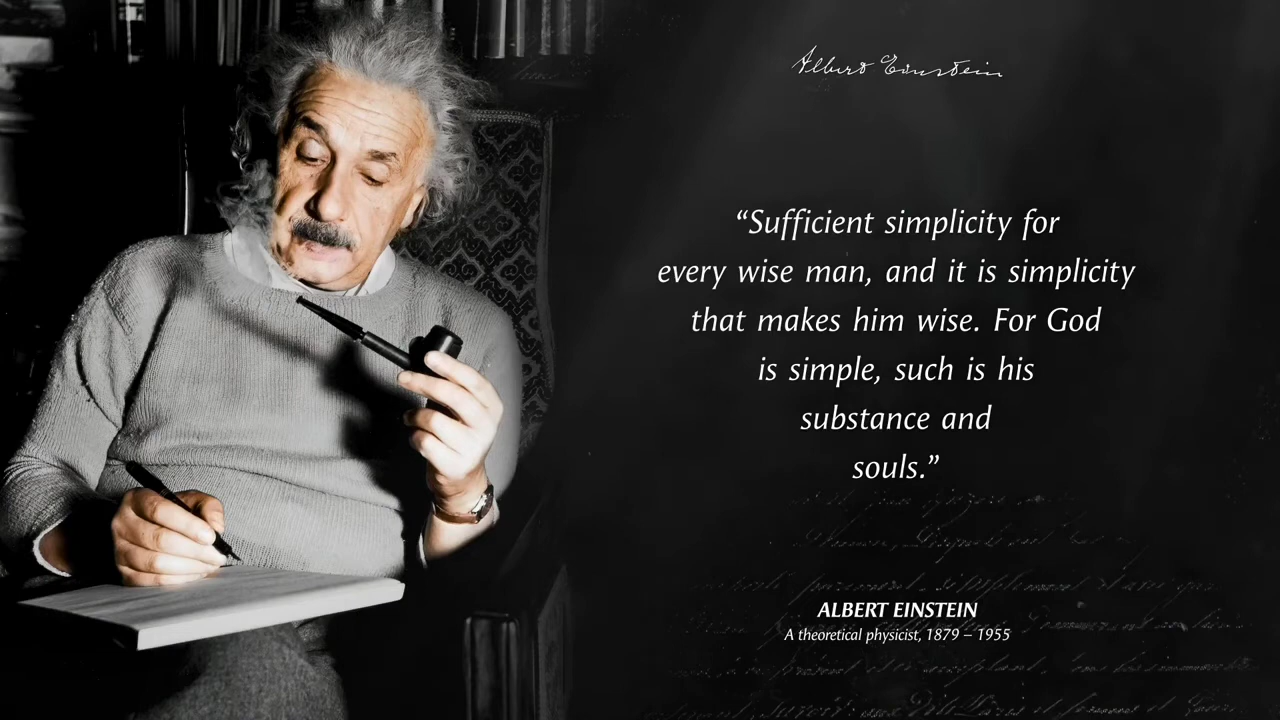 Albert Einstein
“Sufficient simplicity for
every wise man, and it is simplicity
that makes him wise. For God
is simple, such is his
substance and
souls.”
ALBERT EINSTEIN
A theoretical physicist, 1879 – 1955